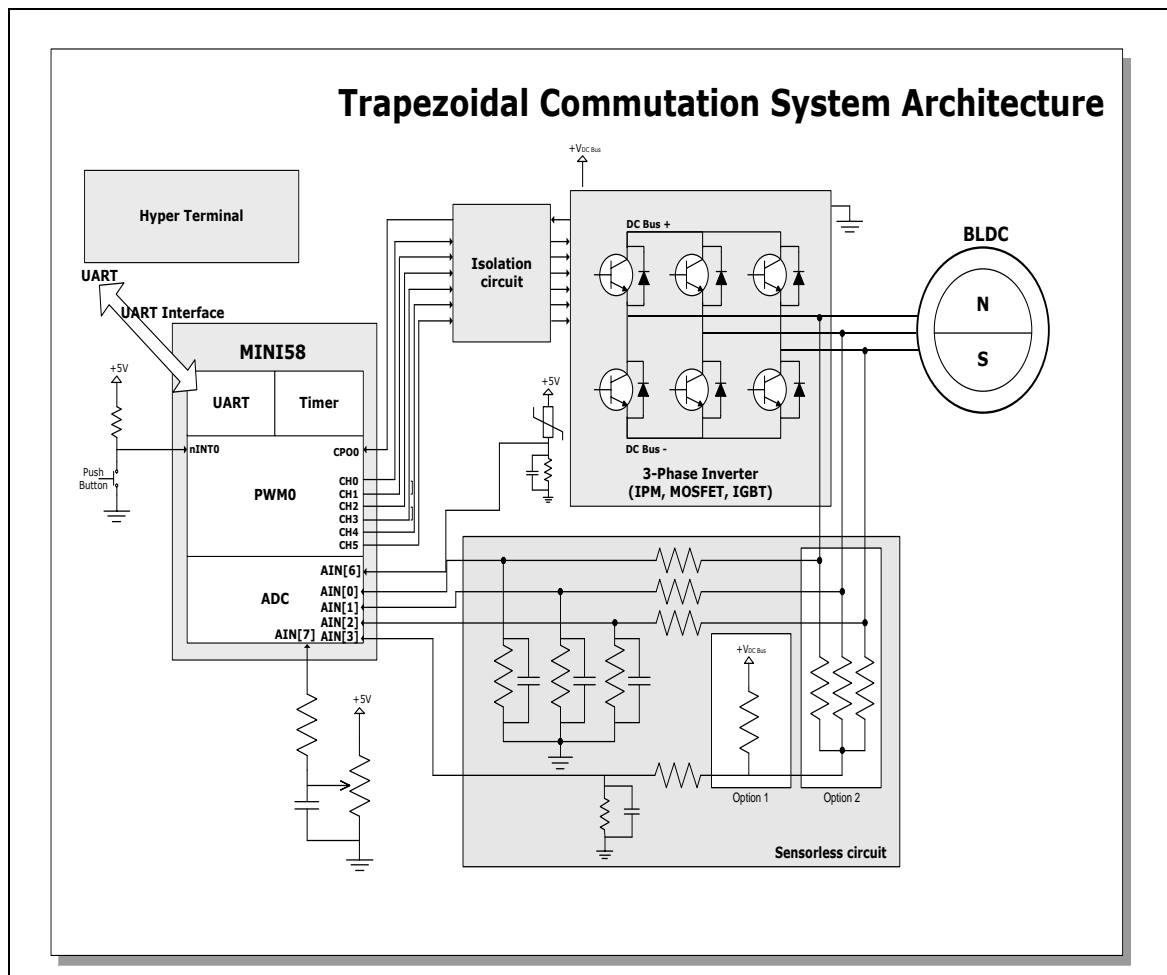 Trapezoidal Commutation System Architecture
+VDC Bus
Hyper Terminal
Isolation
circuit
DC Bus +
BLDC
N
S
UART
UART Interface
MINI58
+5V
UART
Timer
nINT0
CPO0
Push
Button
PWM0
CH0
CH1
CH2
CH3
CH4
CH5
+5V
DC Bus -
3-Phase Inverter
(IPM, MOSFET, IGBT)
AIN[6]
ADC
AIN[0]
AIN[1]
AIN[2]
AIN[7]
AIN[3]
+5V
+VDC Bus
Option 1
Option 2
Sensorless circuit